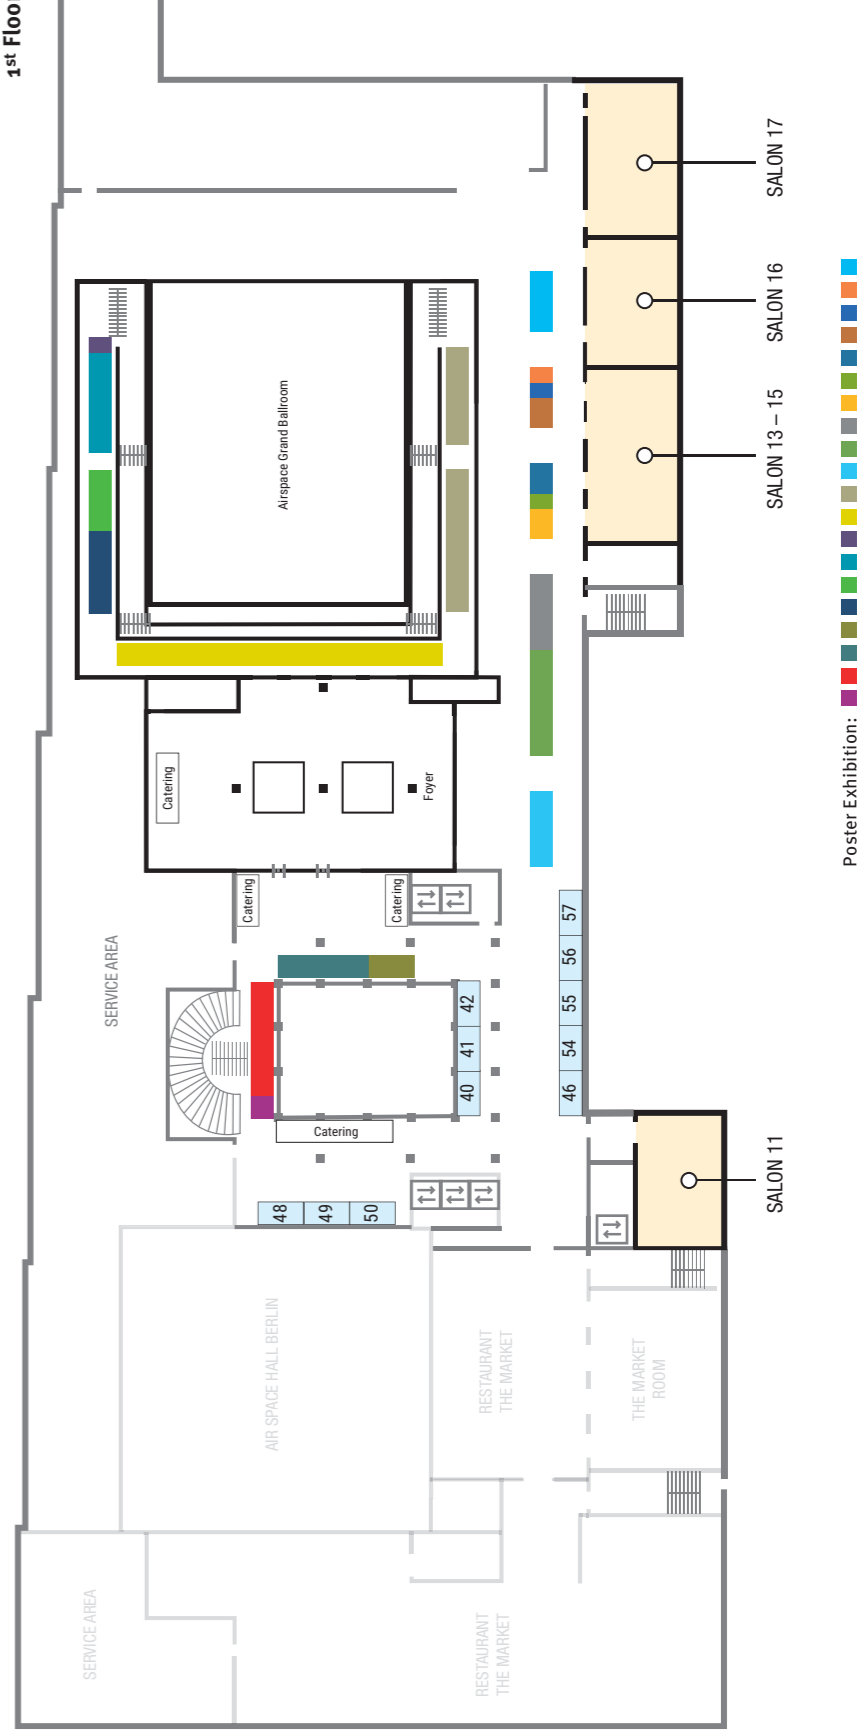 1st Floor
SERVICE AREA
Catering
Catering
Catering
Catering
Foyer
Airspace Grand Ballroom
48
49
50
40
41
42
46
54
55
56
57
SALON 11
SALON 13 – 15
SALON 16
SALON 17
SERVICE AREA
AIR SPACE HALL BERLIN
RESTAURANT
THE MARKET
THE MARKET
ROOM
RESTAURANT
THE MARKET
Poster Exhibition: